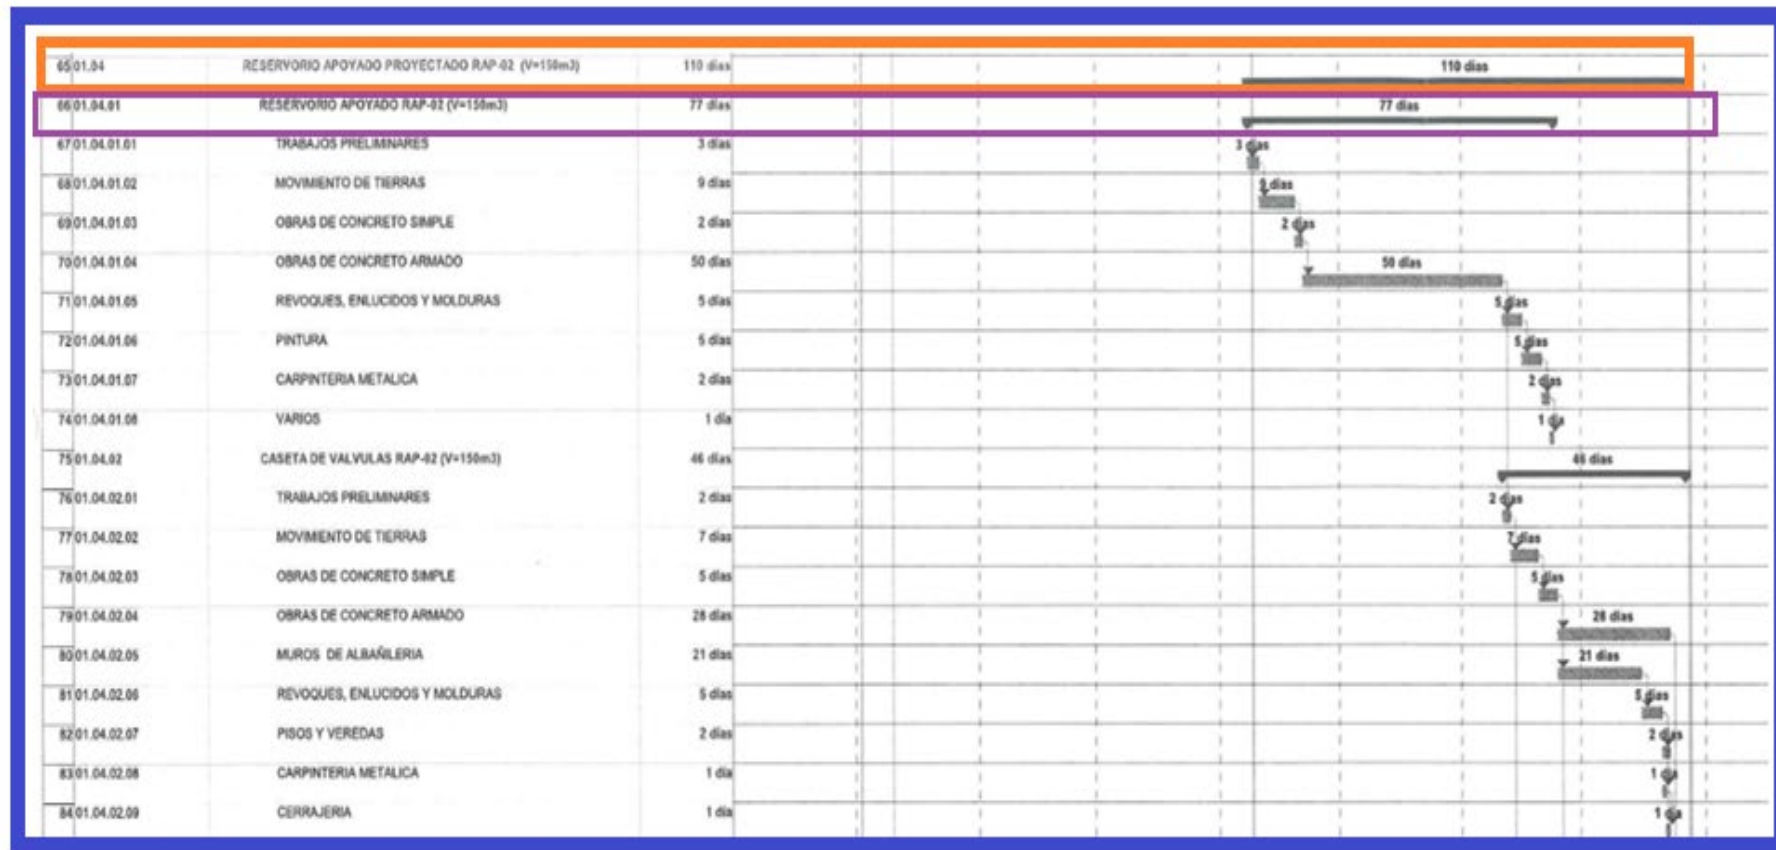 65 01.04 RESERVORIO APOYADO PROYECTADO RAP-02 (V=150m3) 110 días 110 días
66 01.04.01 RESERVORIO APOYADO RAP-02 (V=150m3) 77 días 77 días
67 01.04.01.01 TRABAJOS PRELIMINARES 3 días 3 días
68 01.04.01.02 MOVIMIENTO DE TIERRAS 9 días 9 días
69 01.04.01.03 OBRAS DE CONCRETO SIMPLE 2 días 2 días
70 01.04.01.04 OBRAS DE CONCRETO ARMADO 50 días 50 días
71 01.04.01.05 REVOQUES, ENLUCIDOS Y MOLDURAS 5 días 5 días
72 01.04.01.06 PINTURA 5 días 5 días
73 01.04.01.07 CARPINTERIA METALICA 2 días 2 días
74 01.04.01.08 VARIOS 1 día 1 día
75 01.04.02 CASETA DE VALVULAS RAP-02 (V=150m3) 46 días 46 días
76 01.04.02.01 TRABAJOS PRELIMINARES 2 días 2 días
77 01.04.02.02 MOVIMIENTO DE TIERRAS 7 días 7 días
78 01.04.02.03 OBRAS DE CONCRETO SIMPLE 5 días 5 días
79 01.04.02.04 OBRAS DE CONCRETO ARMADO 28 días 28 días
80 01.04.02.05 MUROS DE ALBAÑILERIA 21 días 21 días
81 01.04.02.06 REVOQUES, ENLUCIDOS Y MOLDURAS 5 días 5 días
82 01.04.02.07 PISOS Y VEREDAS 2 días 2 días
83 01.04.02.08 CARPINTERIA METALICA 1 día 1 día
84 01.04.02.09 CERRAJERIA 1 día 1 día